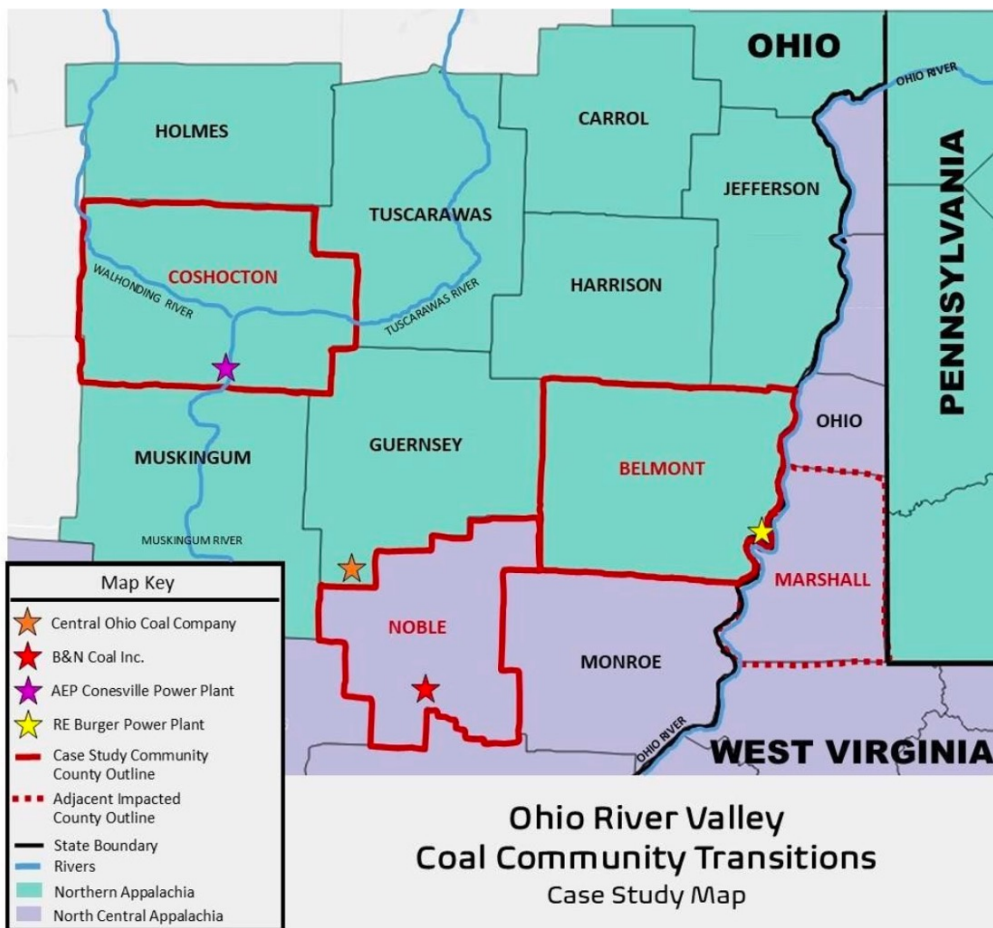 OHIO
OHIO RIVER
HOLMES
CARROL
PENNSYLVANIA
JEFFERSON
TUSCARAWAS
COSHOCTON
WALHONDING RIVER
HARRISON
TUSCARAWAS RIVER
OHIO
GUERNSEY
MUSKINGUM
BELMONT
MUSKINGUM RIVER
MARSHALL
NOBLE
MONROE
OHIO RIVER
WEST VIRGINIA
Map Key
Central Ohio Coal Company
B&N Coal Inc.
AEP Conesville Power Plant
RE Burger Power Plant
Case Study Community
County Outline
Adjacent Impacted
County Outline
State Boundary
Rivers
Northern Appalachia
North Central Appalachia
Ohio River Valley
Coal Community Transitions
Case Study Map